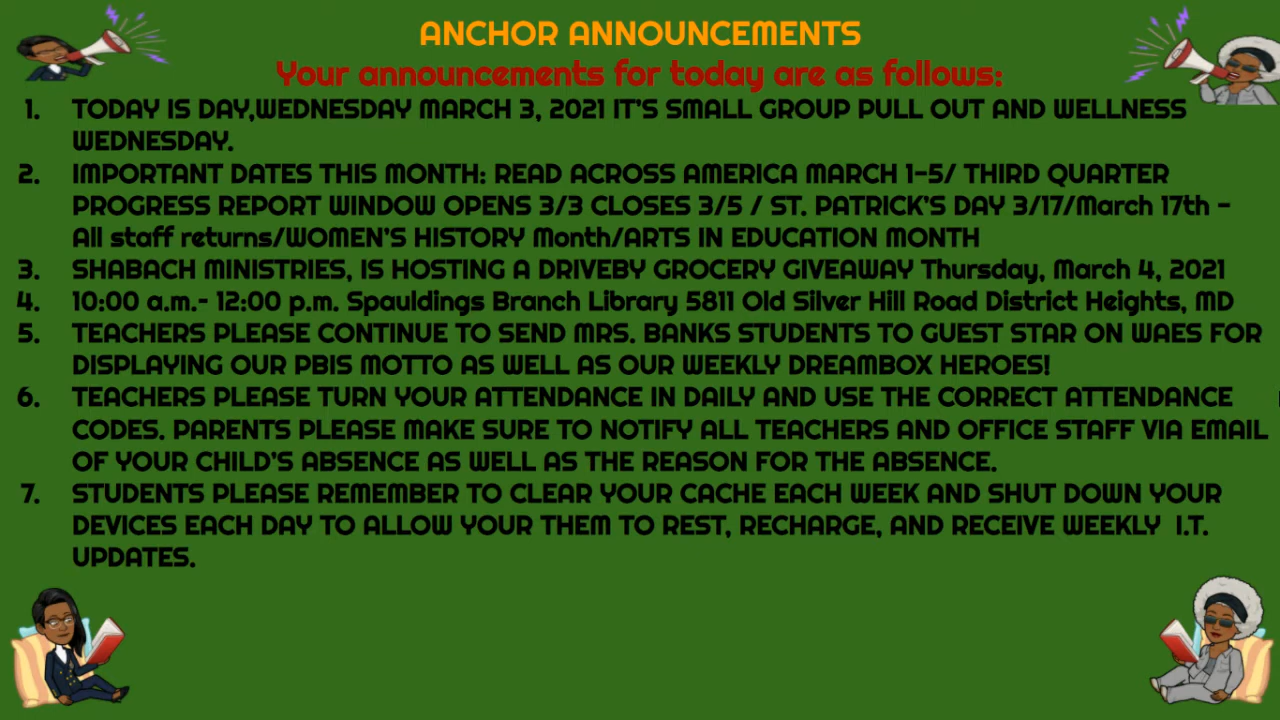 ANCHOR ANNOUNCEMENTS
Your announcements for today are as follows:
1. TODAY IS DAY,WEDNESDAY MARCH 3, 2021 IT'S SMALL GROUP PULL OUT AND WELLNESS
WEDNESDAY.
2. IMPORTANT DATES THIS MONTH: READ ACROSS AMERICA MARCH 1-5/ THIRD QUARTER
PROGRESS REPORT WINDOW OPENS 3/3 CLOSES 3/5 / ST. PATRICK'S DAY 3/17/March 17th -
All staff returns/WOMEN'S HISTORY Month/ARTS IN EDUCATION MONTH
3. SHABACH MINISTRIES, IS HOSTING A DRIVEBY GROCERY GIVEAWAY Thursday, March 4, 2021
4. 10:00 a.m.- 12:00 p.m. Spauldings Branch Library 5811 Old Silver Hill Road District Heights, MD
5. TEACHERS PLEASE CONTINUE TO SEND MRS. BANKS STUDENTS TO GUEST STAR ON WAES FOR
DISPLAYING OUR PBIS MOTTO AS WELL AS OUR WEEKLY DREAMBOX HEROES!
6. TEACHERS PLEASE TURN YOUR ATTENDANCE IN DAILY AND USE THE CORRECT ATTENDANCE
CODES. PARENTS PLEASE MAKE SURE TO NOTIFY ALL TEACHERS AND OFFICE STAFF VIA EMAIL
OF YOUR CHILD'S ABSENCE AS WELL AS THE REASON FOR THE ABSENCE.
7. STUDENTS PLEASE REMEMBER TO CLEAR YOUR CACHE EACH WEEK AND SHUT DOWN YOUR
DEVICES EACH DAY TO ALLOW YOUR THEM TO REST, RECHARGE, AND RECEIVE WEEKLY I.T.
UPDATES.